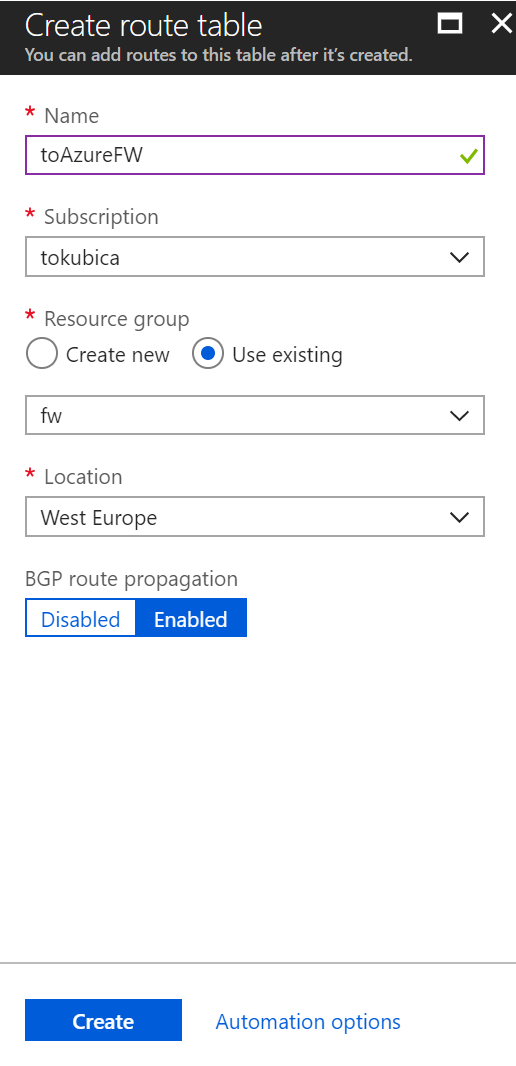 Create route table
You can add routes to this table after it's created.
* Name
toAzureFW
* Subscription
tokubica
* Resource group
Create new Use existing
fw
* Location
West Europe
BGP route propagation
Disabled Enabled
Create Automation options